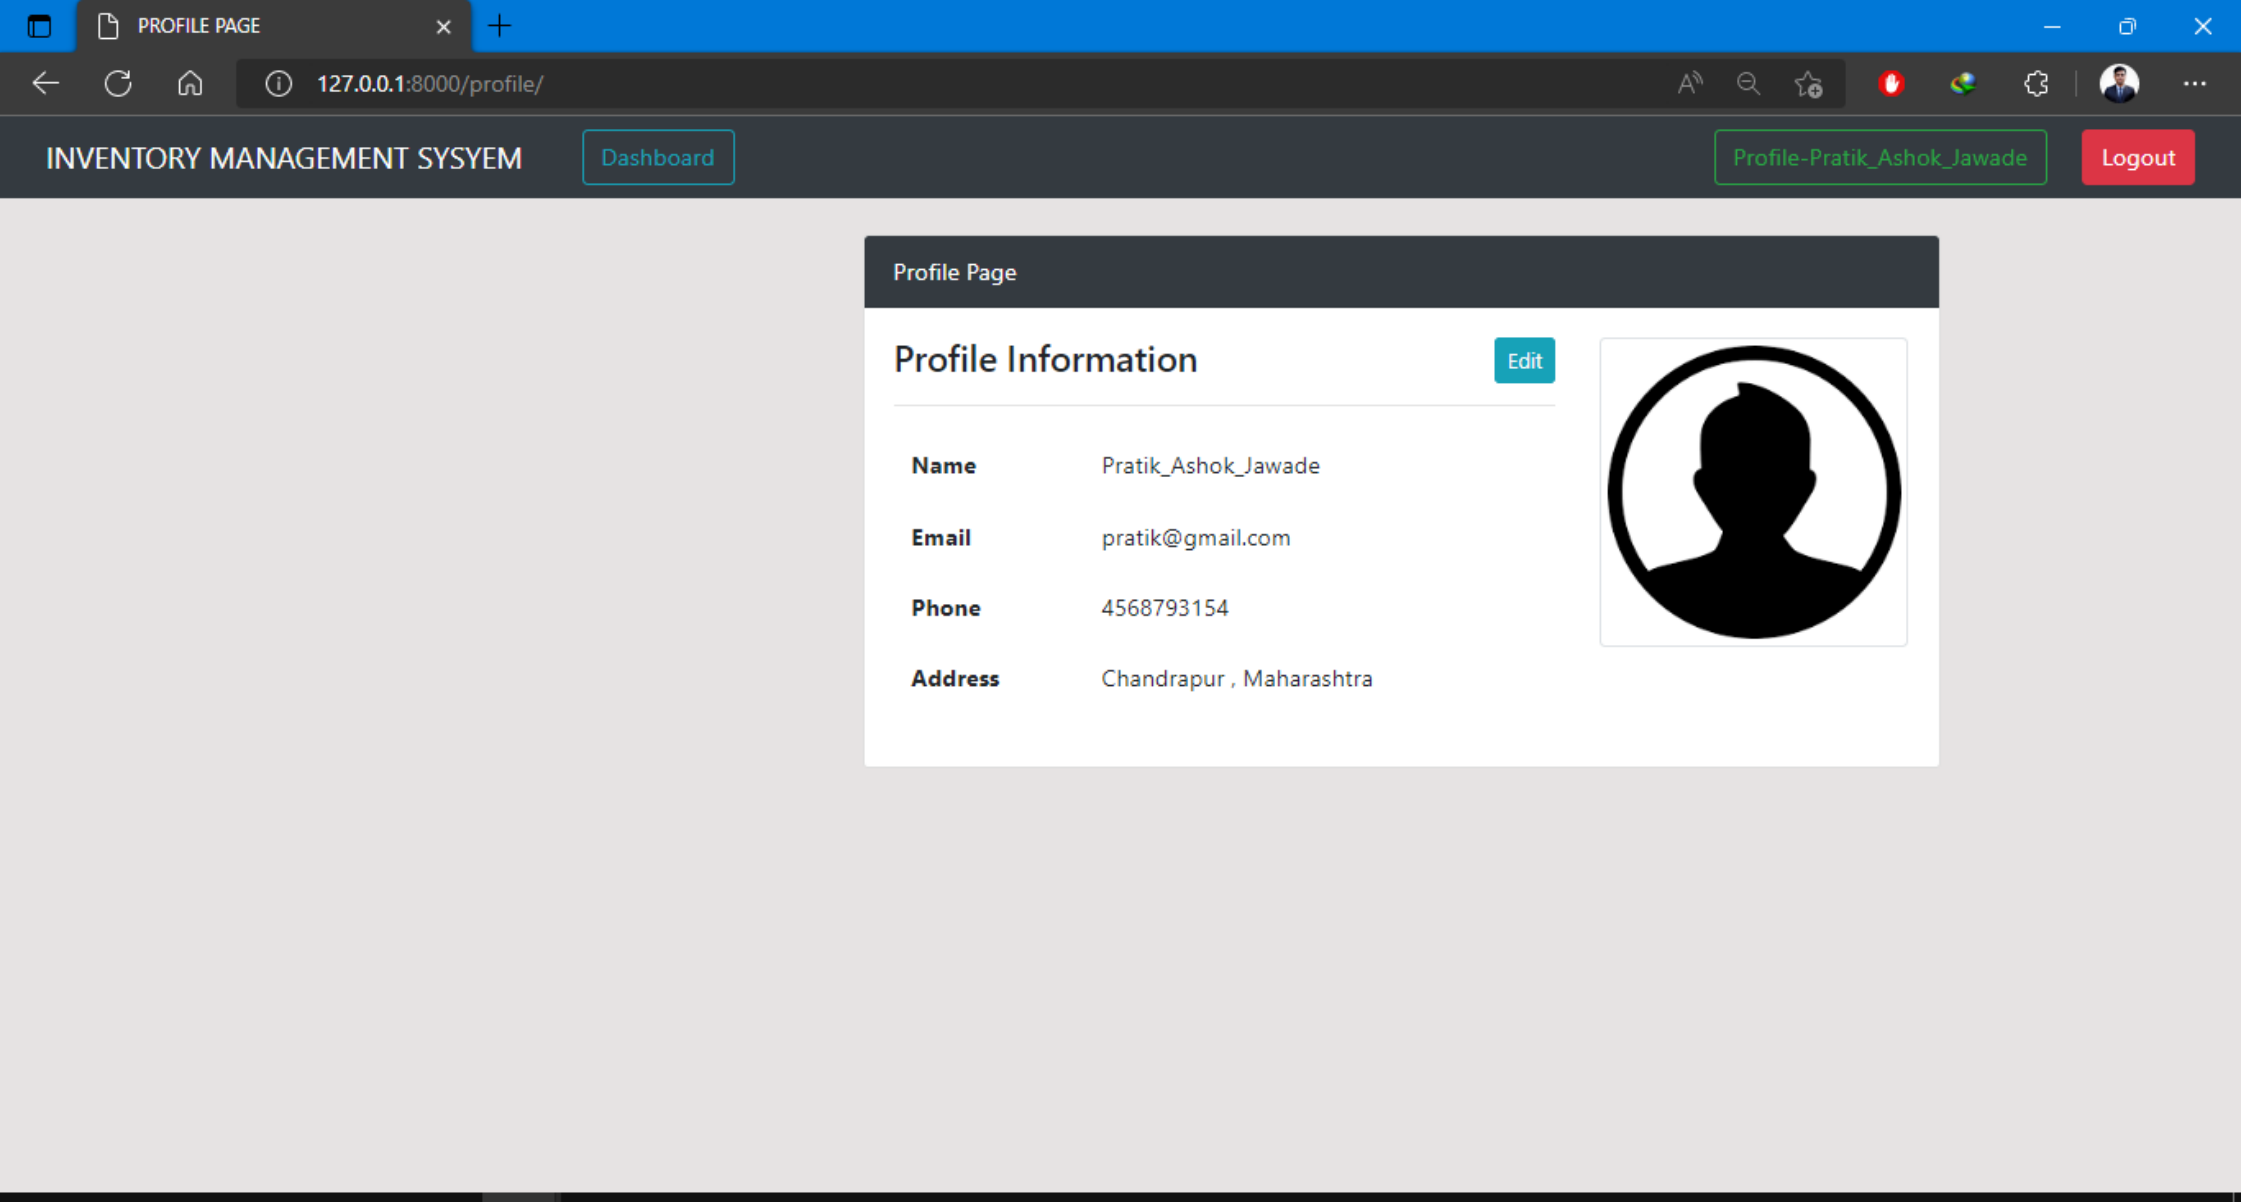 PROFILE PAGE
127.0.0.1:8000/profile/
INVENTORY MANAGEMENT SYSYEM Dashboard Profile-Pratik_Ashok_Jawade Logout
Profile Page
Profile Information Edit
Name Pratik_Ashok_Jawade
Email pratik@gmail.com
Phone 4568793154
Address Chandrapur , Maharashtra